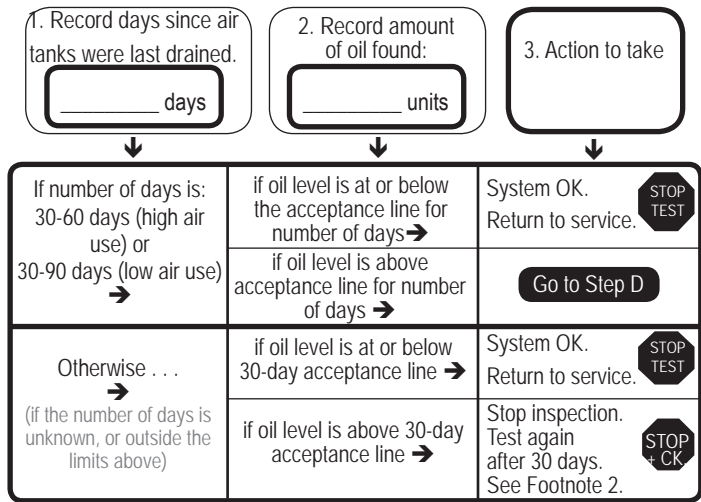 1. Record days since air
tanks were last drained.
_________ days
2. Record amount
of oil found:
_________ units
3. Action to take
If number of days is:
30-60 days (high air
use) or
30-90 days (low air use)
if oil level is at or below
the acceptance line for
number of days
System OK.
Return to service.
STOP
TEST
if oil level is above
acceptance line for number
of days
Go to Step D
Otherwise . . .
(if the number of days is
unknown, or outside the
limits above)
if oil level is at or below
30-day acceptance line
System OK.
Return to service.
STOP
TEST
if oil level is above 30-day
acceptance line
Stop inspection.
Test again
after 30 days.
See Footnote 2.
STOP
+ CK.